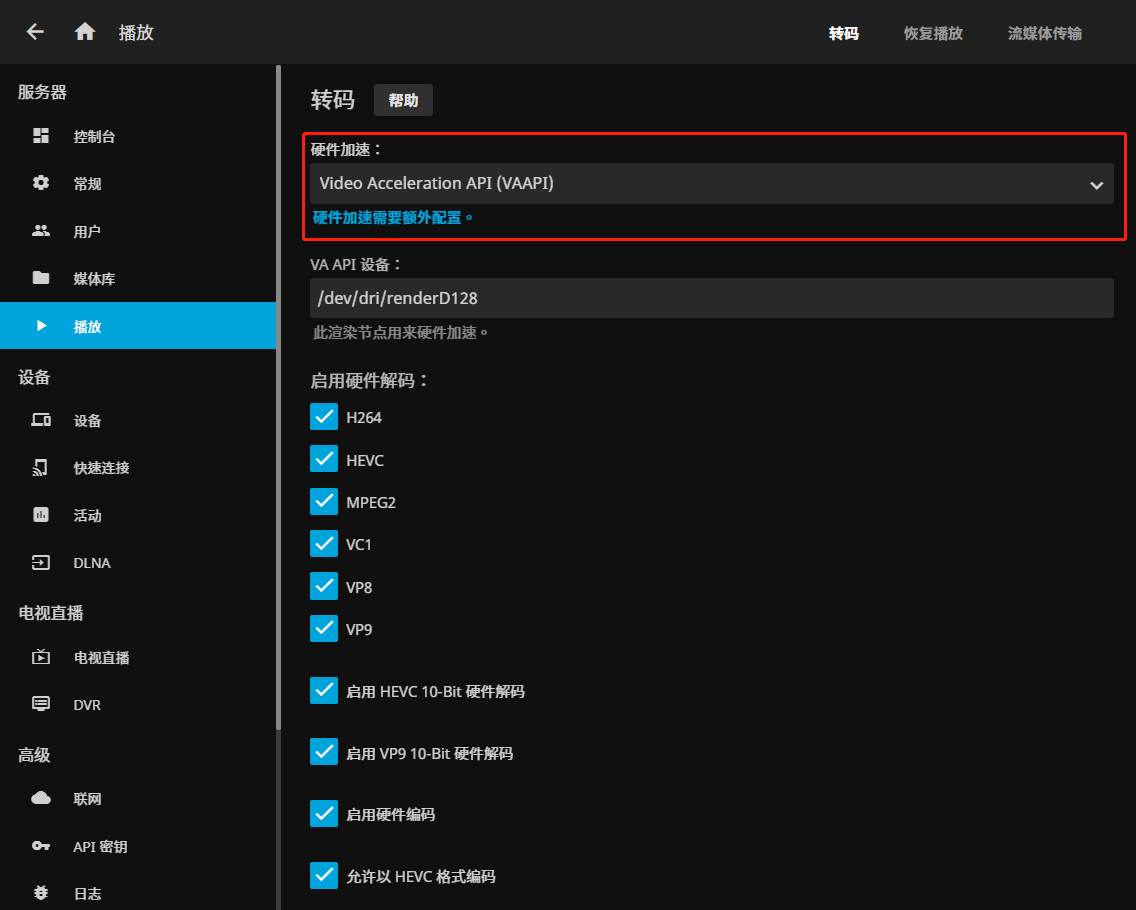 播放
转码
恢复播放
流媒体传输
服务器
控制台
常规
用户
媒体库
播放
设备
设备
快速连接
活动
DLNA
电视直播
电视直播
DVR
高级
联网
API 密钥
日志
转码
帮助
硬件加速：
Video Acceleration API (VAAPI)
硬件加速需要额外配置。
VA API 设备：
/dev/dri/renderD128
此渲染节点用来硬件加速。
启用硬件解码：
H264
HEVC
MPEG2
VC1
VP8
VP9
启用 HEVC 10-Bit 硬件解码
启用 VP9 10-Bit 硬件解码
启用硬件编码
允许以 HEVC 格式编码